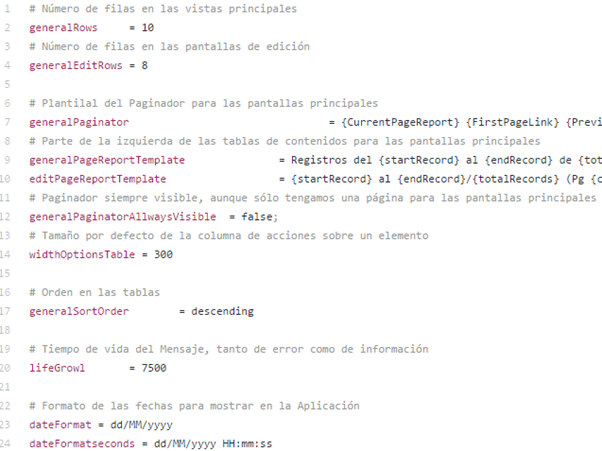 1 # Número de filas en las vistas principales
2 generalRows = 10
3 # Número de filas en las pantallas de edición
4 generalEditRows = 8
5
6 # Plantilal del Paginador para las pantallas principales
7 generalPaginator = {CurrentPageReport} {FirstPageLink} {Previ
8 # Parte de la izquierda de las tablas de contenidos para las pantallas principales
9 generalPageReportTemplate = Registros del {startRecord} al {endRecord} de {tot
10 editPageReportTemplate = {startRecord} al {endRecord}/{totalRecords} (Pg {c
11 # Paginador siempre visible, aunque sólo tengamos una página para las pantallas principales
12 generalPaginatorAllwaysVisible = false;
13 # Tamaño por defecto de la columna de acciones sobre un elemento
14 widthOptionsTable = 300
15
16 # Orden en las tablas
17 generalSortOrder = descending
18
19 # Tiempo de vida del Mensaje, tanto de error como de información
20 lifeGrowl = 7500
21
22 # Formato de las fechas para mostrar en la Aplicación
23 dateFormat = dd/MM/yyyy
24 dateFormatseconds = dd/MM/yyyy HH:mm:ss